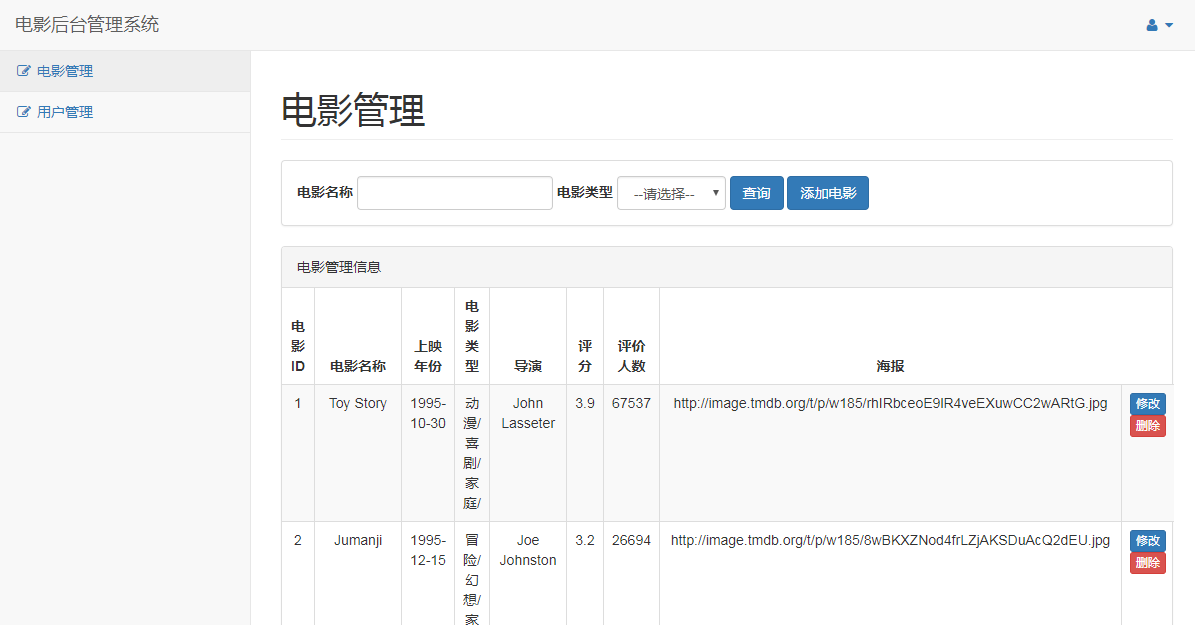 电影后台管理系统
电影管理
用户管理
电影管理
电影名称 电影类型 --请选择-- 查询 添加电影
电影管理信息
电影ID 电影名称 上映年份 电影类型 导演 评分 评价人数 海报
1 Toy Story 1995-10-30 动漫/喜剧/家庭/ John Lasseter 3.9 67537 http://image.tmdb.org/t/p/w185/rhIRbceoE9lR4veEXuwCC2wARtG.jpg 修改 删除
2 Jumanji 1995-12-15 冒险/幻想/家 Joe Johnston 3.2 26694 http://image.tmdb.org/t/p/w185/8wBKXZNod4frLZjAKSDuAcQ2dEU.jpg 修改 删除